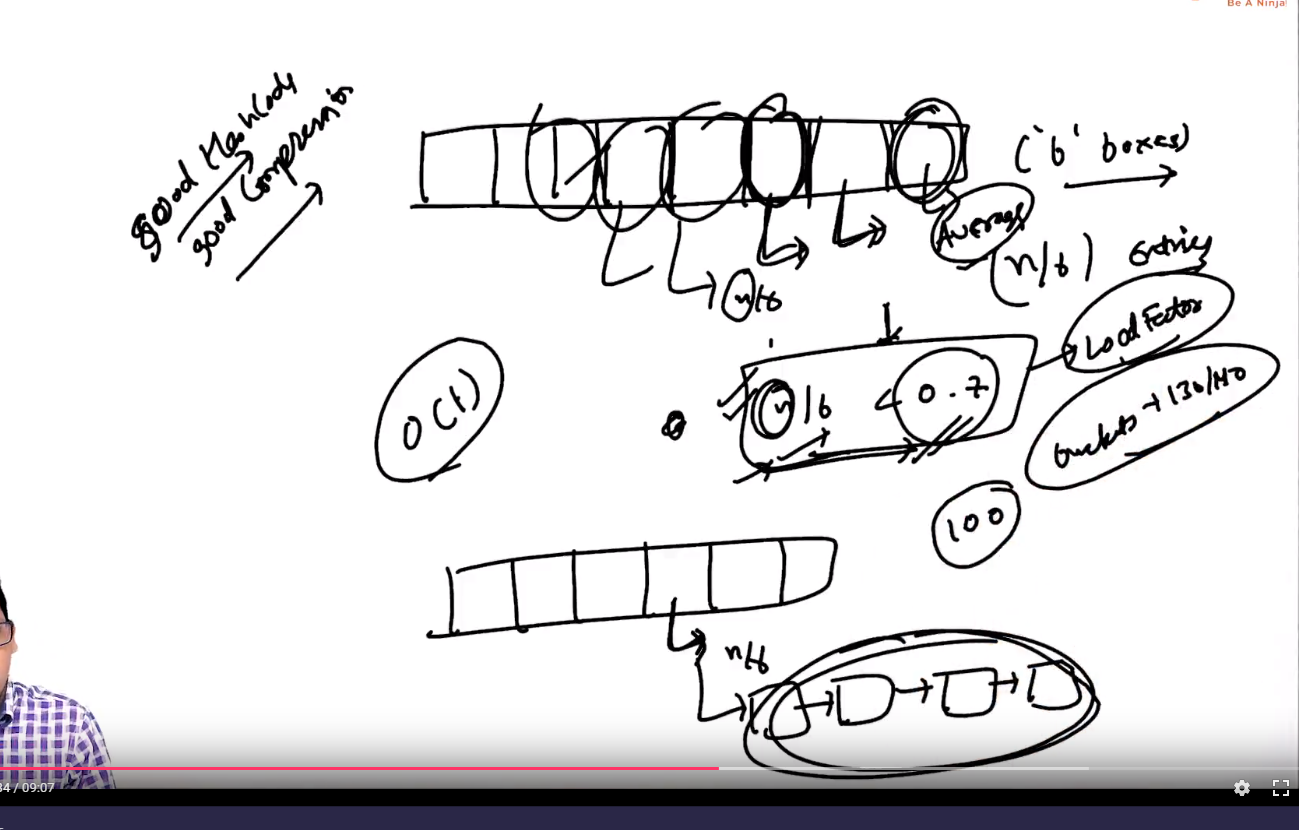 Be A Ninja!
good HashCode
good Compression
('b' boxes)
Average
(n/b) entries
n/b
Load Factor
O(1)
n/b < 0.7
buckets → 130/140
100
n/b
34 / 09:07